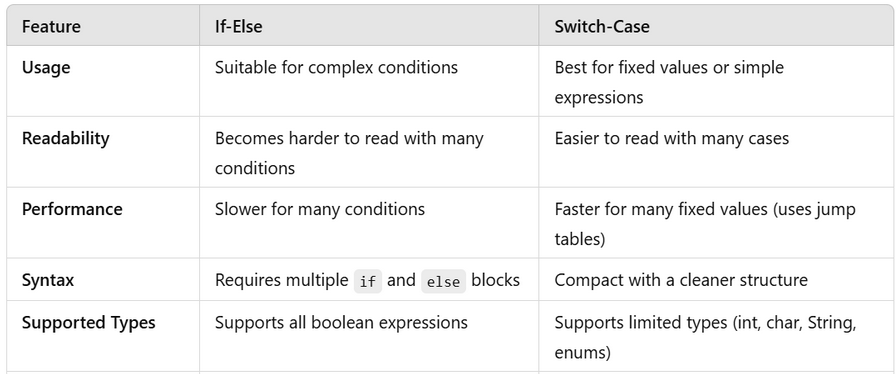 Feature If-Else Switch-Case
Usage Suitable for complex conditions Best for fixed values or simple
expressions
Readability Becomes harder to read with many Easier to read with many cases
conditions
Performance Slower for many conditions Faster for many fixed values (uses jump
tables)
Syntax Requires multiple if and else blocks Compact with a cleaner structure
Supported Types Supports all boolean expressions Supports limited types (int, char, String,
enums)